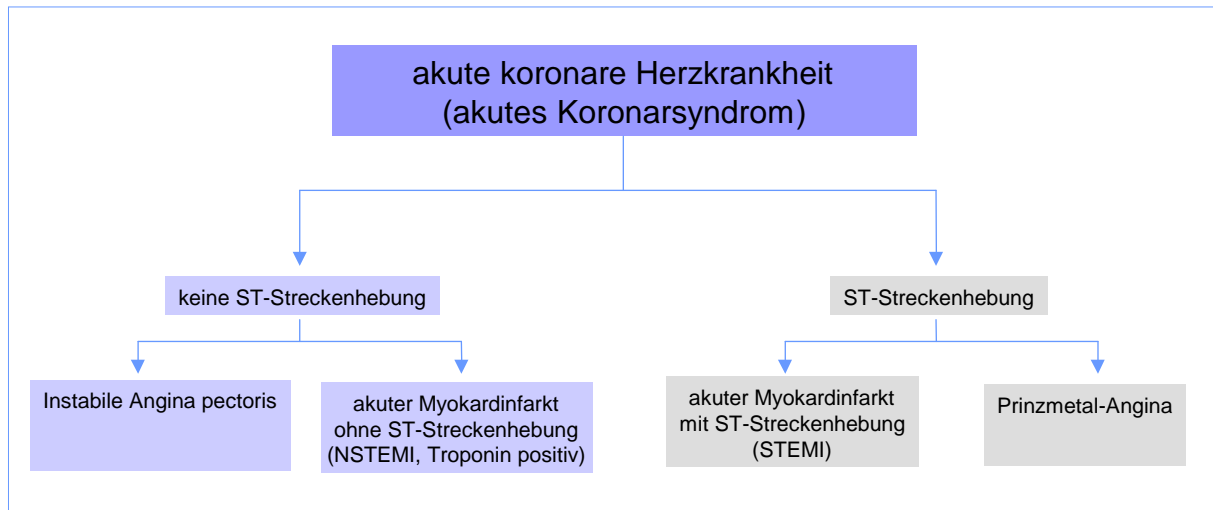 akute koronare Herzkrankheit
(akutes Koronarsyndrom)
keine ST-Streckenhebung
ST-Streckenhebung
Instabile Angina pectoris
akuter Myokardinfarkt
ohne ST-Streckenhebung
(NSTEMI, Troponin positiv)
akuter Myokardinfarkt
mit ST-Streckenhebung
(STEMI)
Prinzmetal-Angina